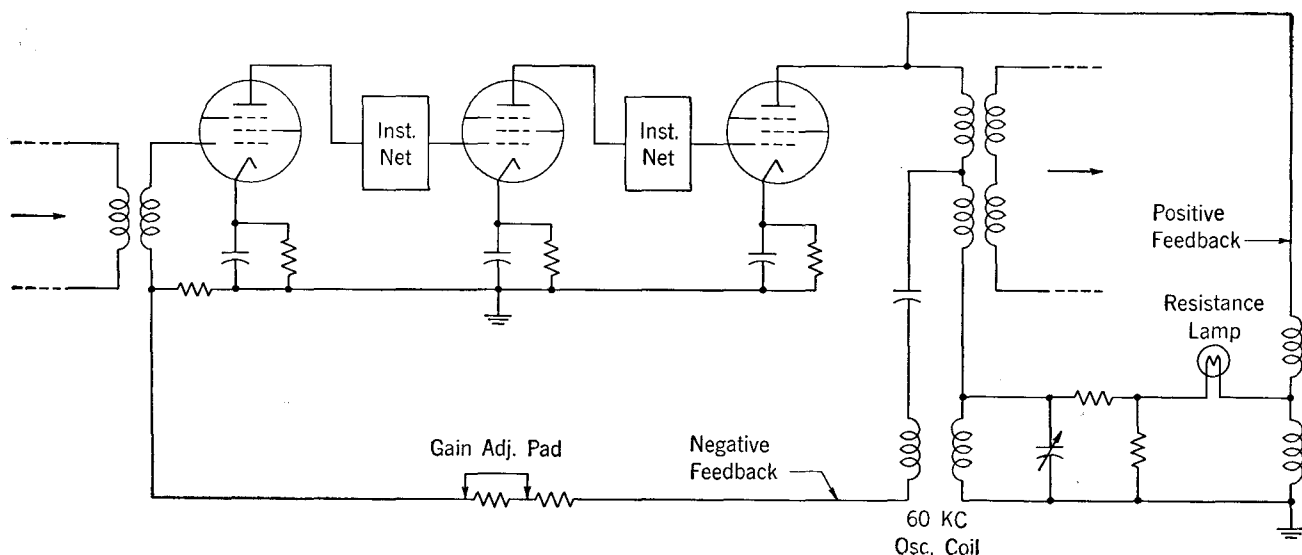 Inst.
Net
Inst.
Net
Positive
Feedback
Resistance
Lamp
Gain Adj. Pad
Negative
Feedback
60 KC
Osc. Coil